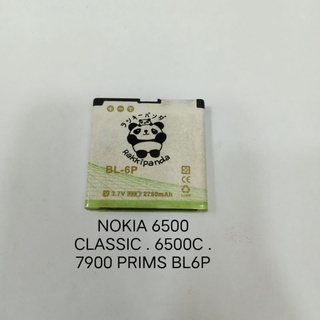 ラッキーパンダ
Rakkipanda
BL-6P
3.7V 2750mAh
NOKIA 6500
CLASSIC . 6500C .
7900 PRIMS BL6P